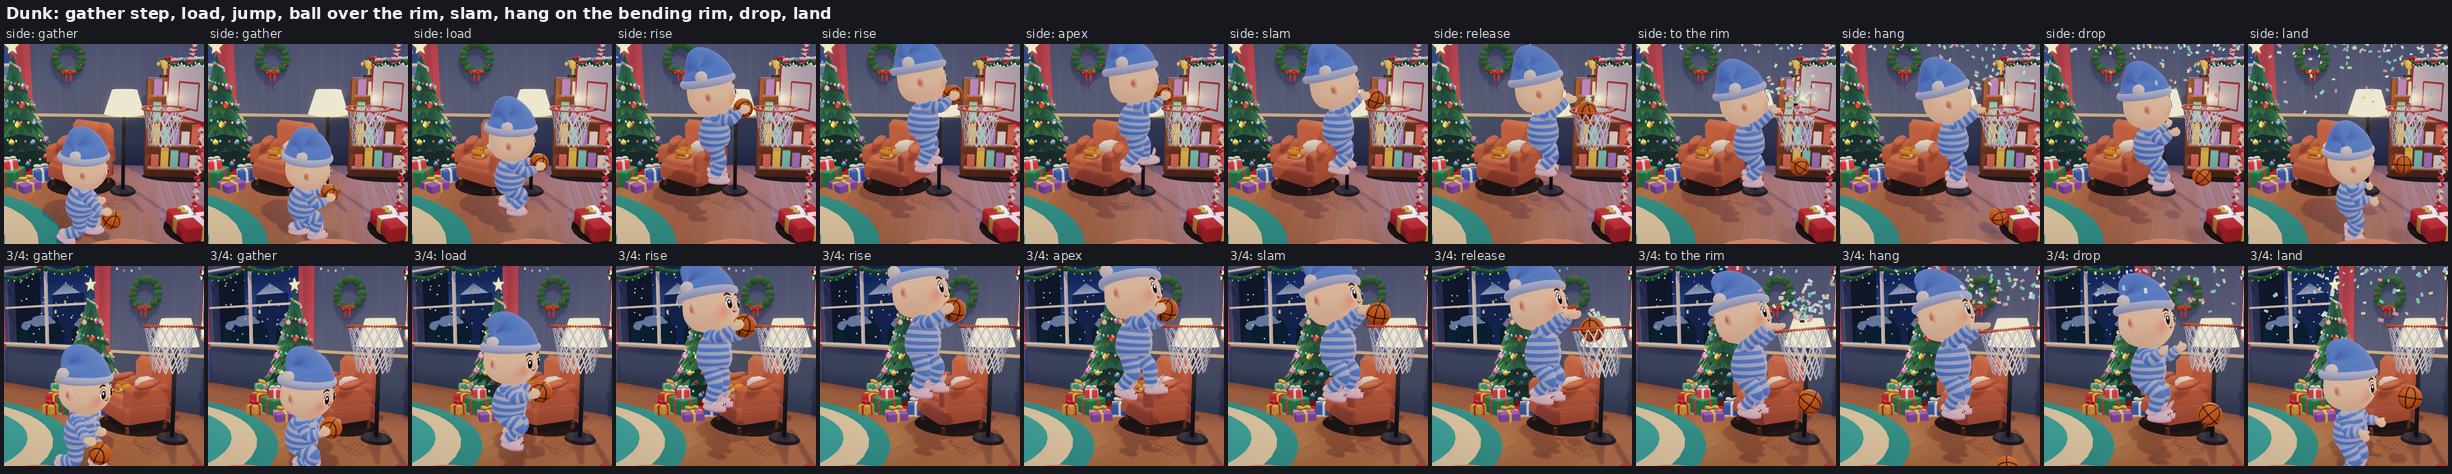 Dunk: gather step, load, jump, ball over the rim, slam, hang on the bending rim, drop, land
side: gather
side: gather
side: load
side: rise
side: rise
side: apex
side: slam
side: release
side: to the rim
side: hang
side: drop
side: land
3/4: gather
3/4: gather
3/4: load
3/4: rise
3/4: rise
3/4: apex
3/4: slam
3/4: release
3/4: to the rim
3/4: hang
3/4: drop
3/4: land